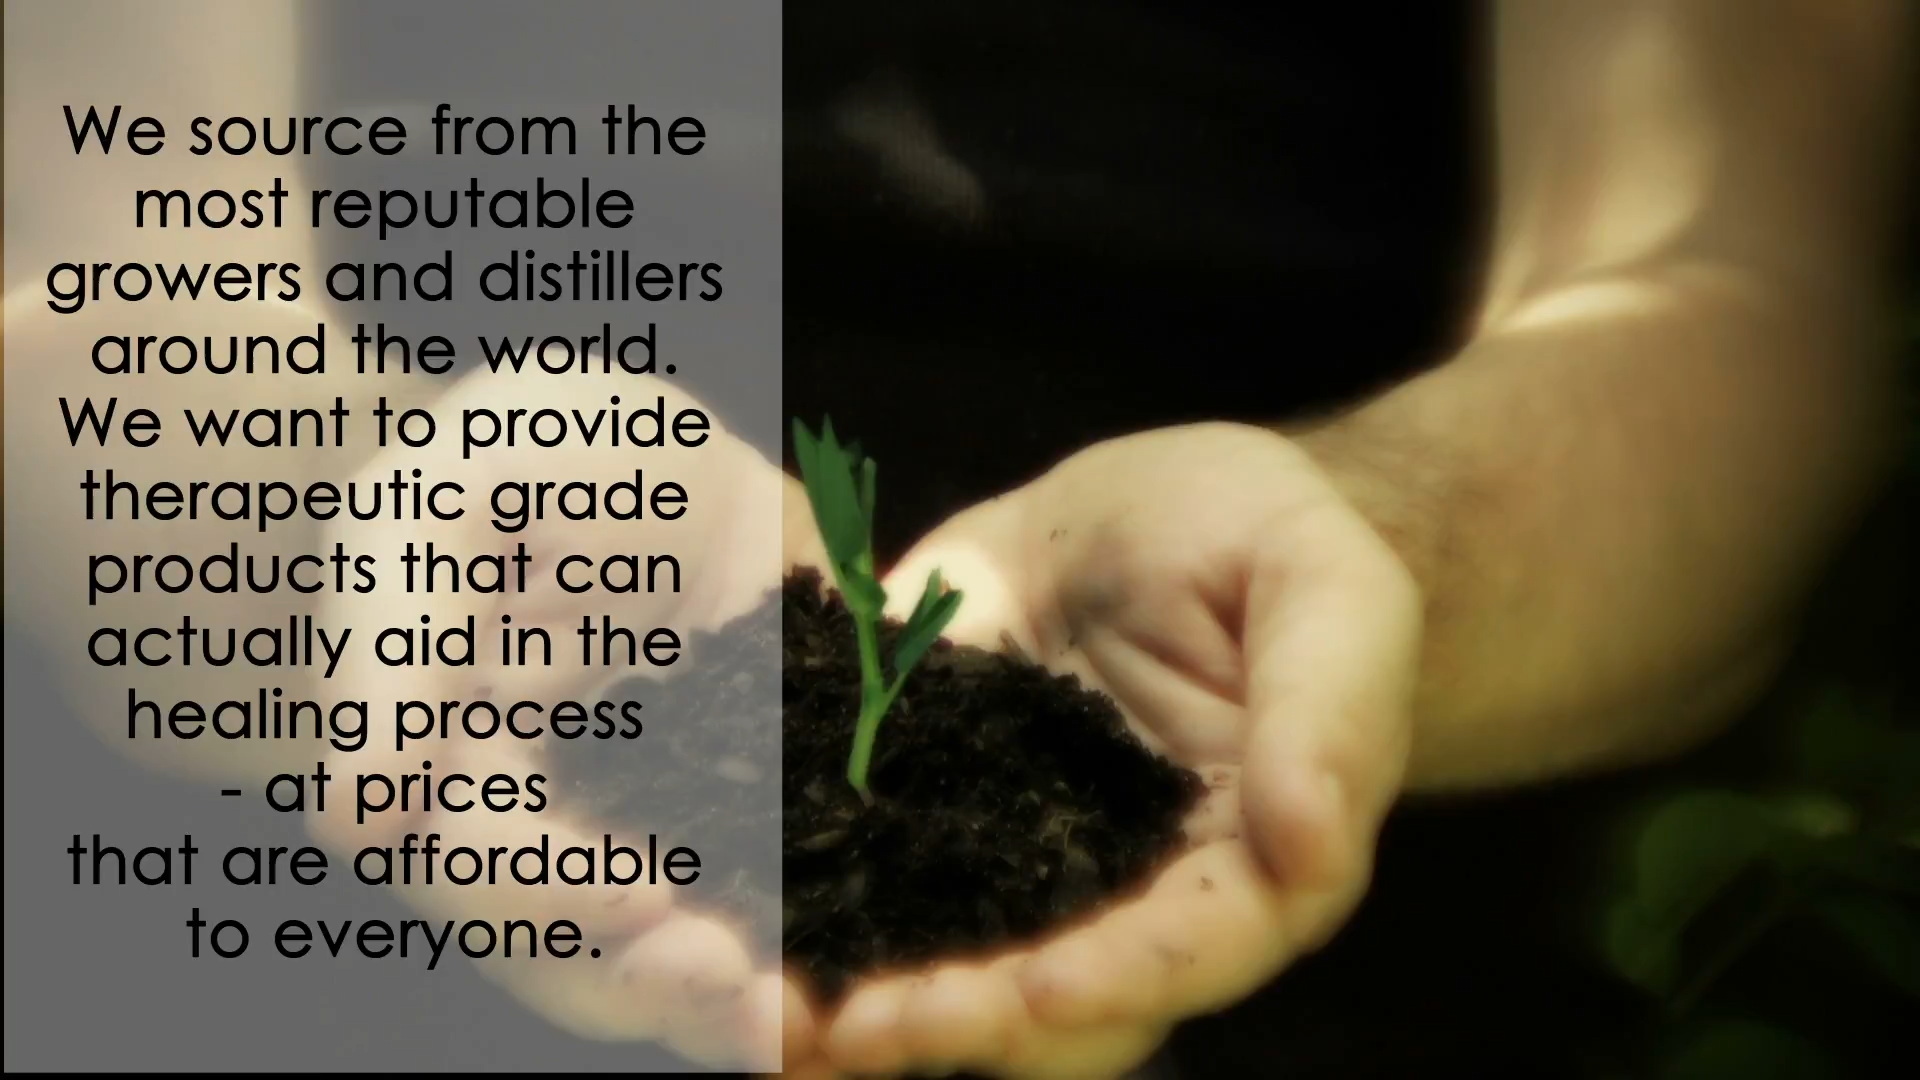 We source from the
most reputable
growers and distillers
around the world.
We want to provide
therapeutic grade
products that can
actually aid in the
healing process
- at prices
that are affordable
to everyone.